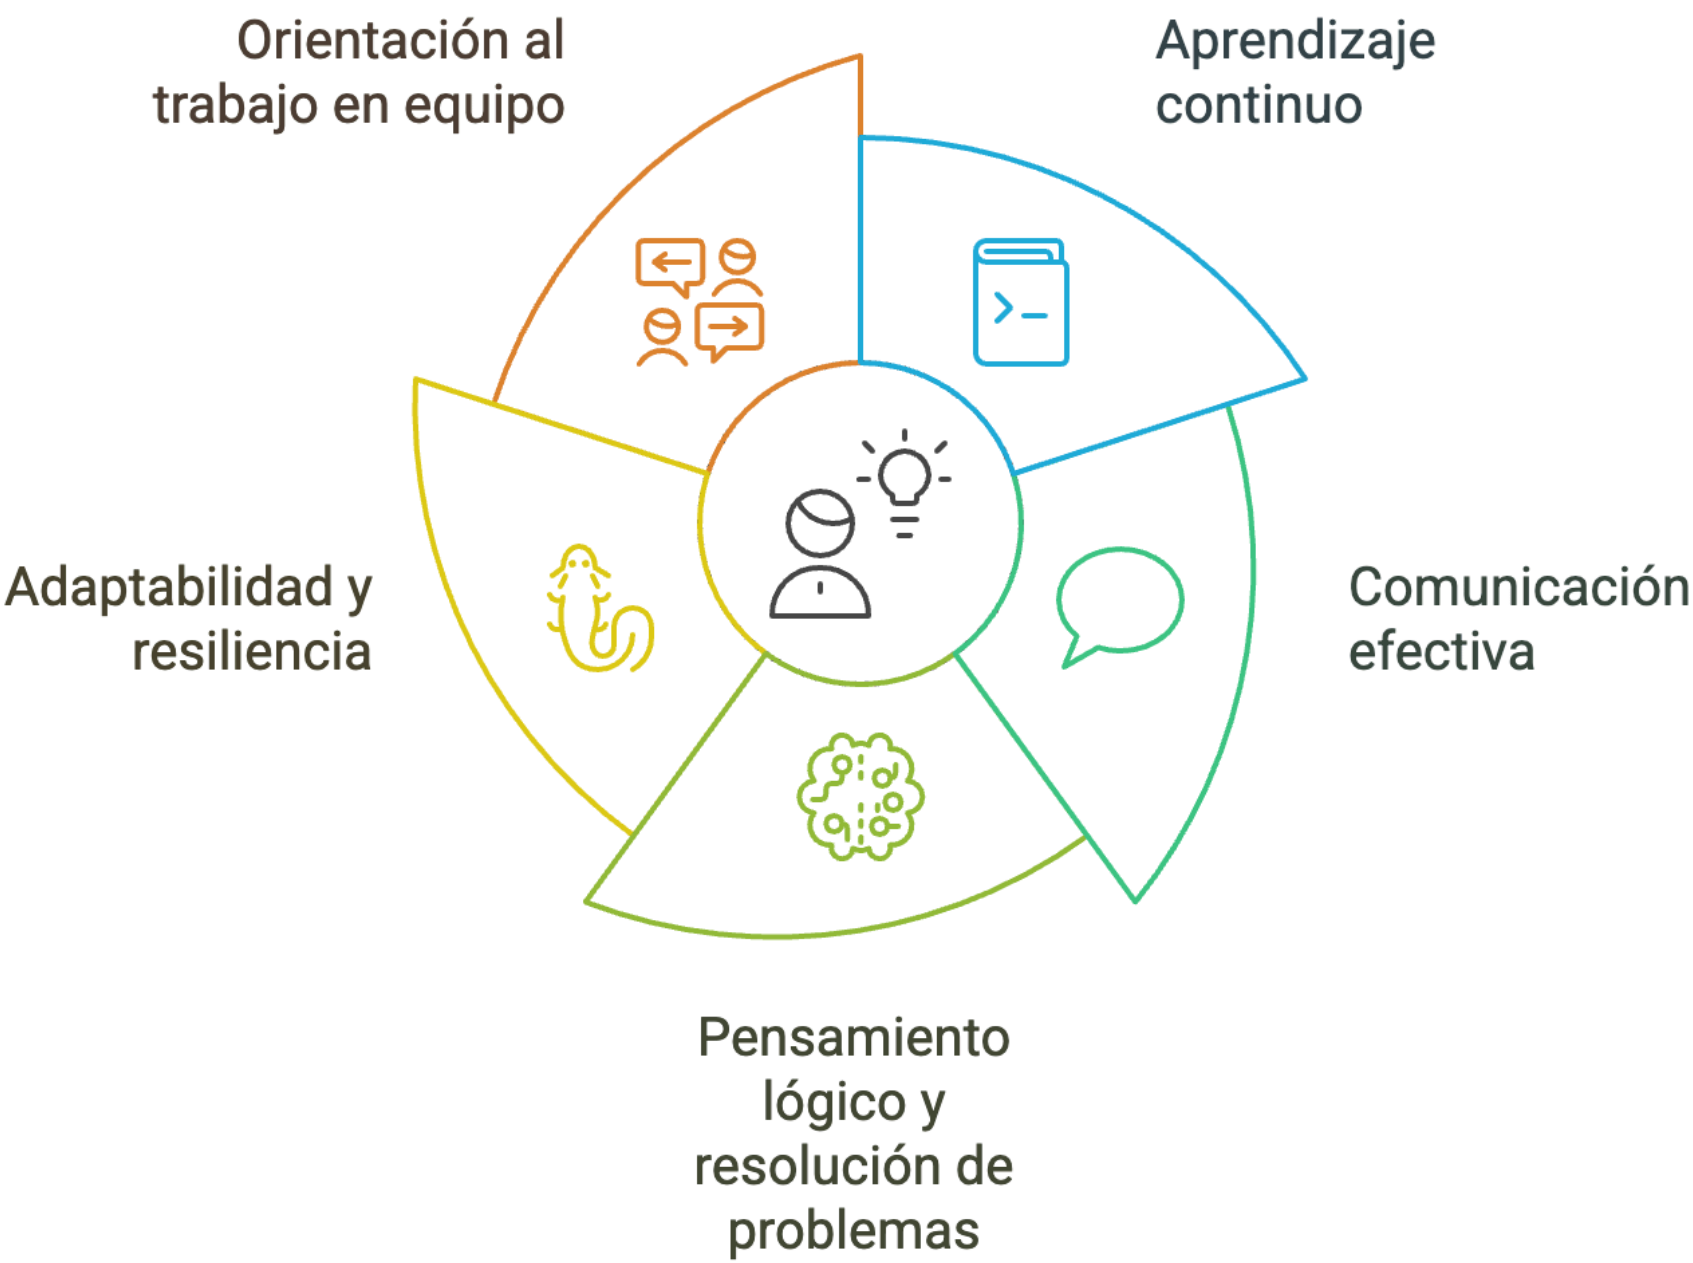 Orientación al
trabajo en equipo
Aprendizaje
continuo
Adaptabilidad y
resiliencia
Comunicación
efectiva
Pensamiento
lógico y
resolución de
problemas